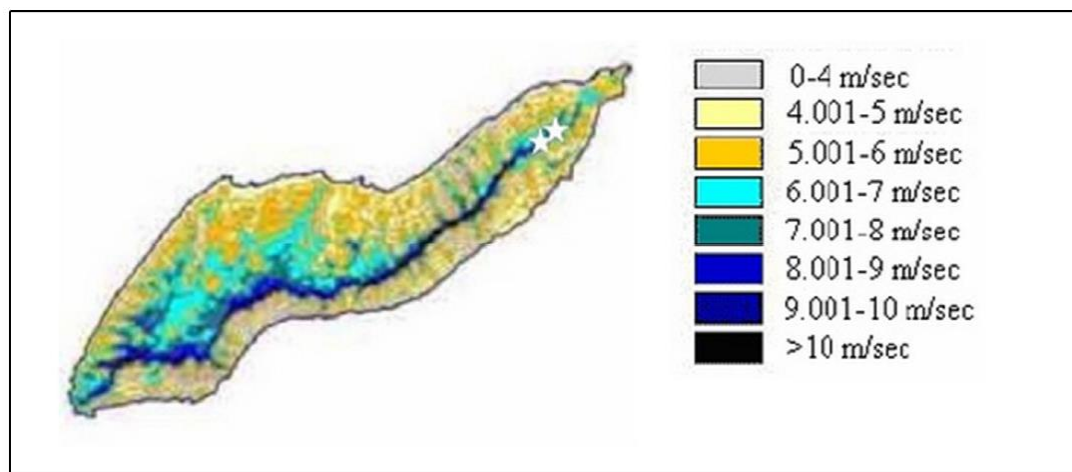 0-4 m/sec
4.001-5 m/sec
5.001-6 m/sec
6.001-7 m/sec
7.001-8 m/sec
8.001-9 m/sec
9.001-10 m/sec
>10 m/sec